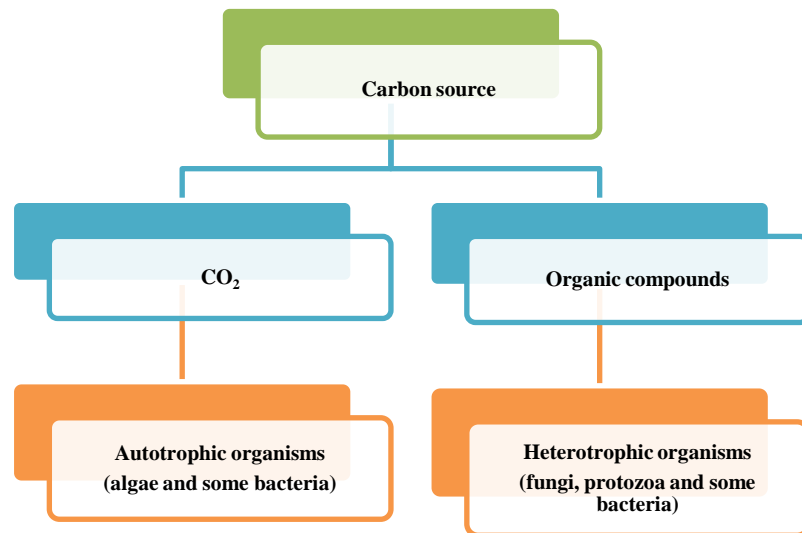 Carbon source
CO₂
Organic compounds
Autotrophic organisms
(algae and some bacteria)
Heterotrophic organisms
(fungi, protozoa and some
bacteria)